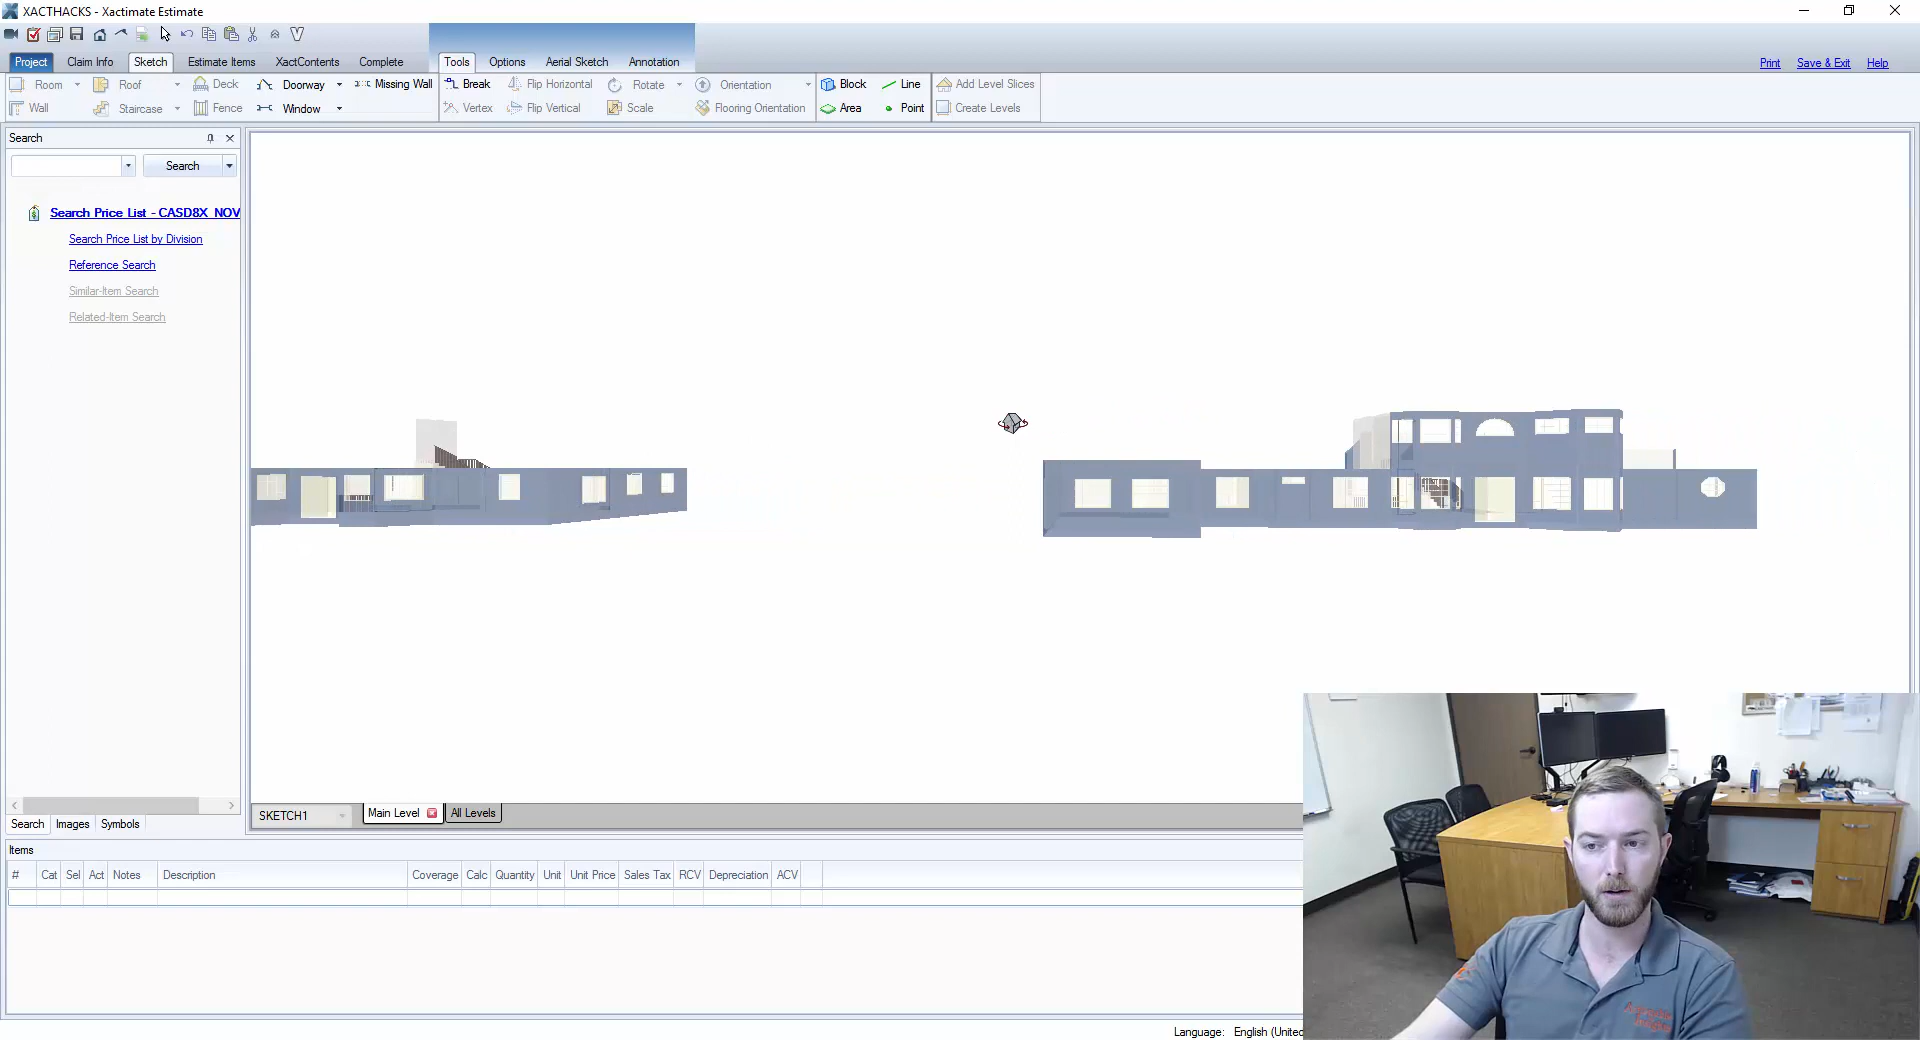 XACTHACKS - Xactimate Estimate
Project Claim Info Sketch Estimate Items XactContents Complete Tools Options Aerial Sketch Annotation Print Save & Exit Help
Room Roof Deck Doorway Missing Wall Break Flip Horizontal Rotate Orientation Block Line Add Level Slices
Wall Staircase Fence Window Vertex Flip Vertical Scale Flooring Orientation Area Point Create Levels
Search
Search
Search Price List - CASD8X_NOV
Search Price List by Division
Reference Search
Similar-Item Search
Related-Item Search
SKETCH1 Main Level All Levels
Search Images Symbols
Items
# Cat Sel Act Notes Description Coverage Calc Quantity Unit Unit Price Sales Tax RCV Depreciation ACV
Language: English (United